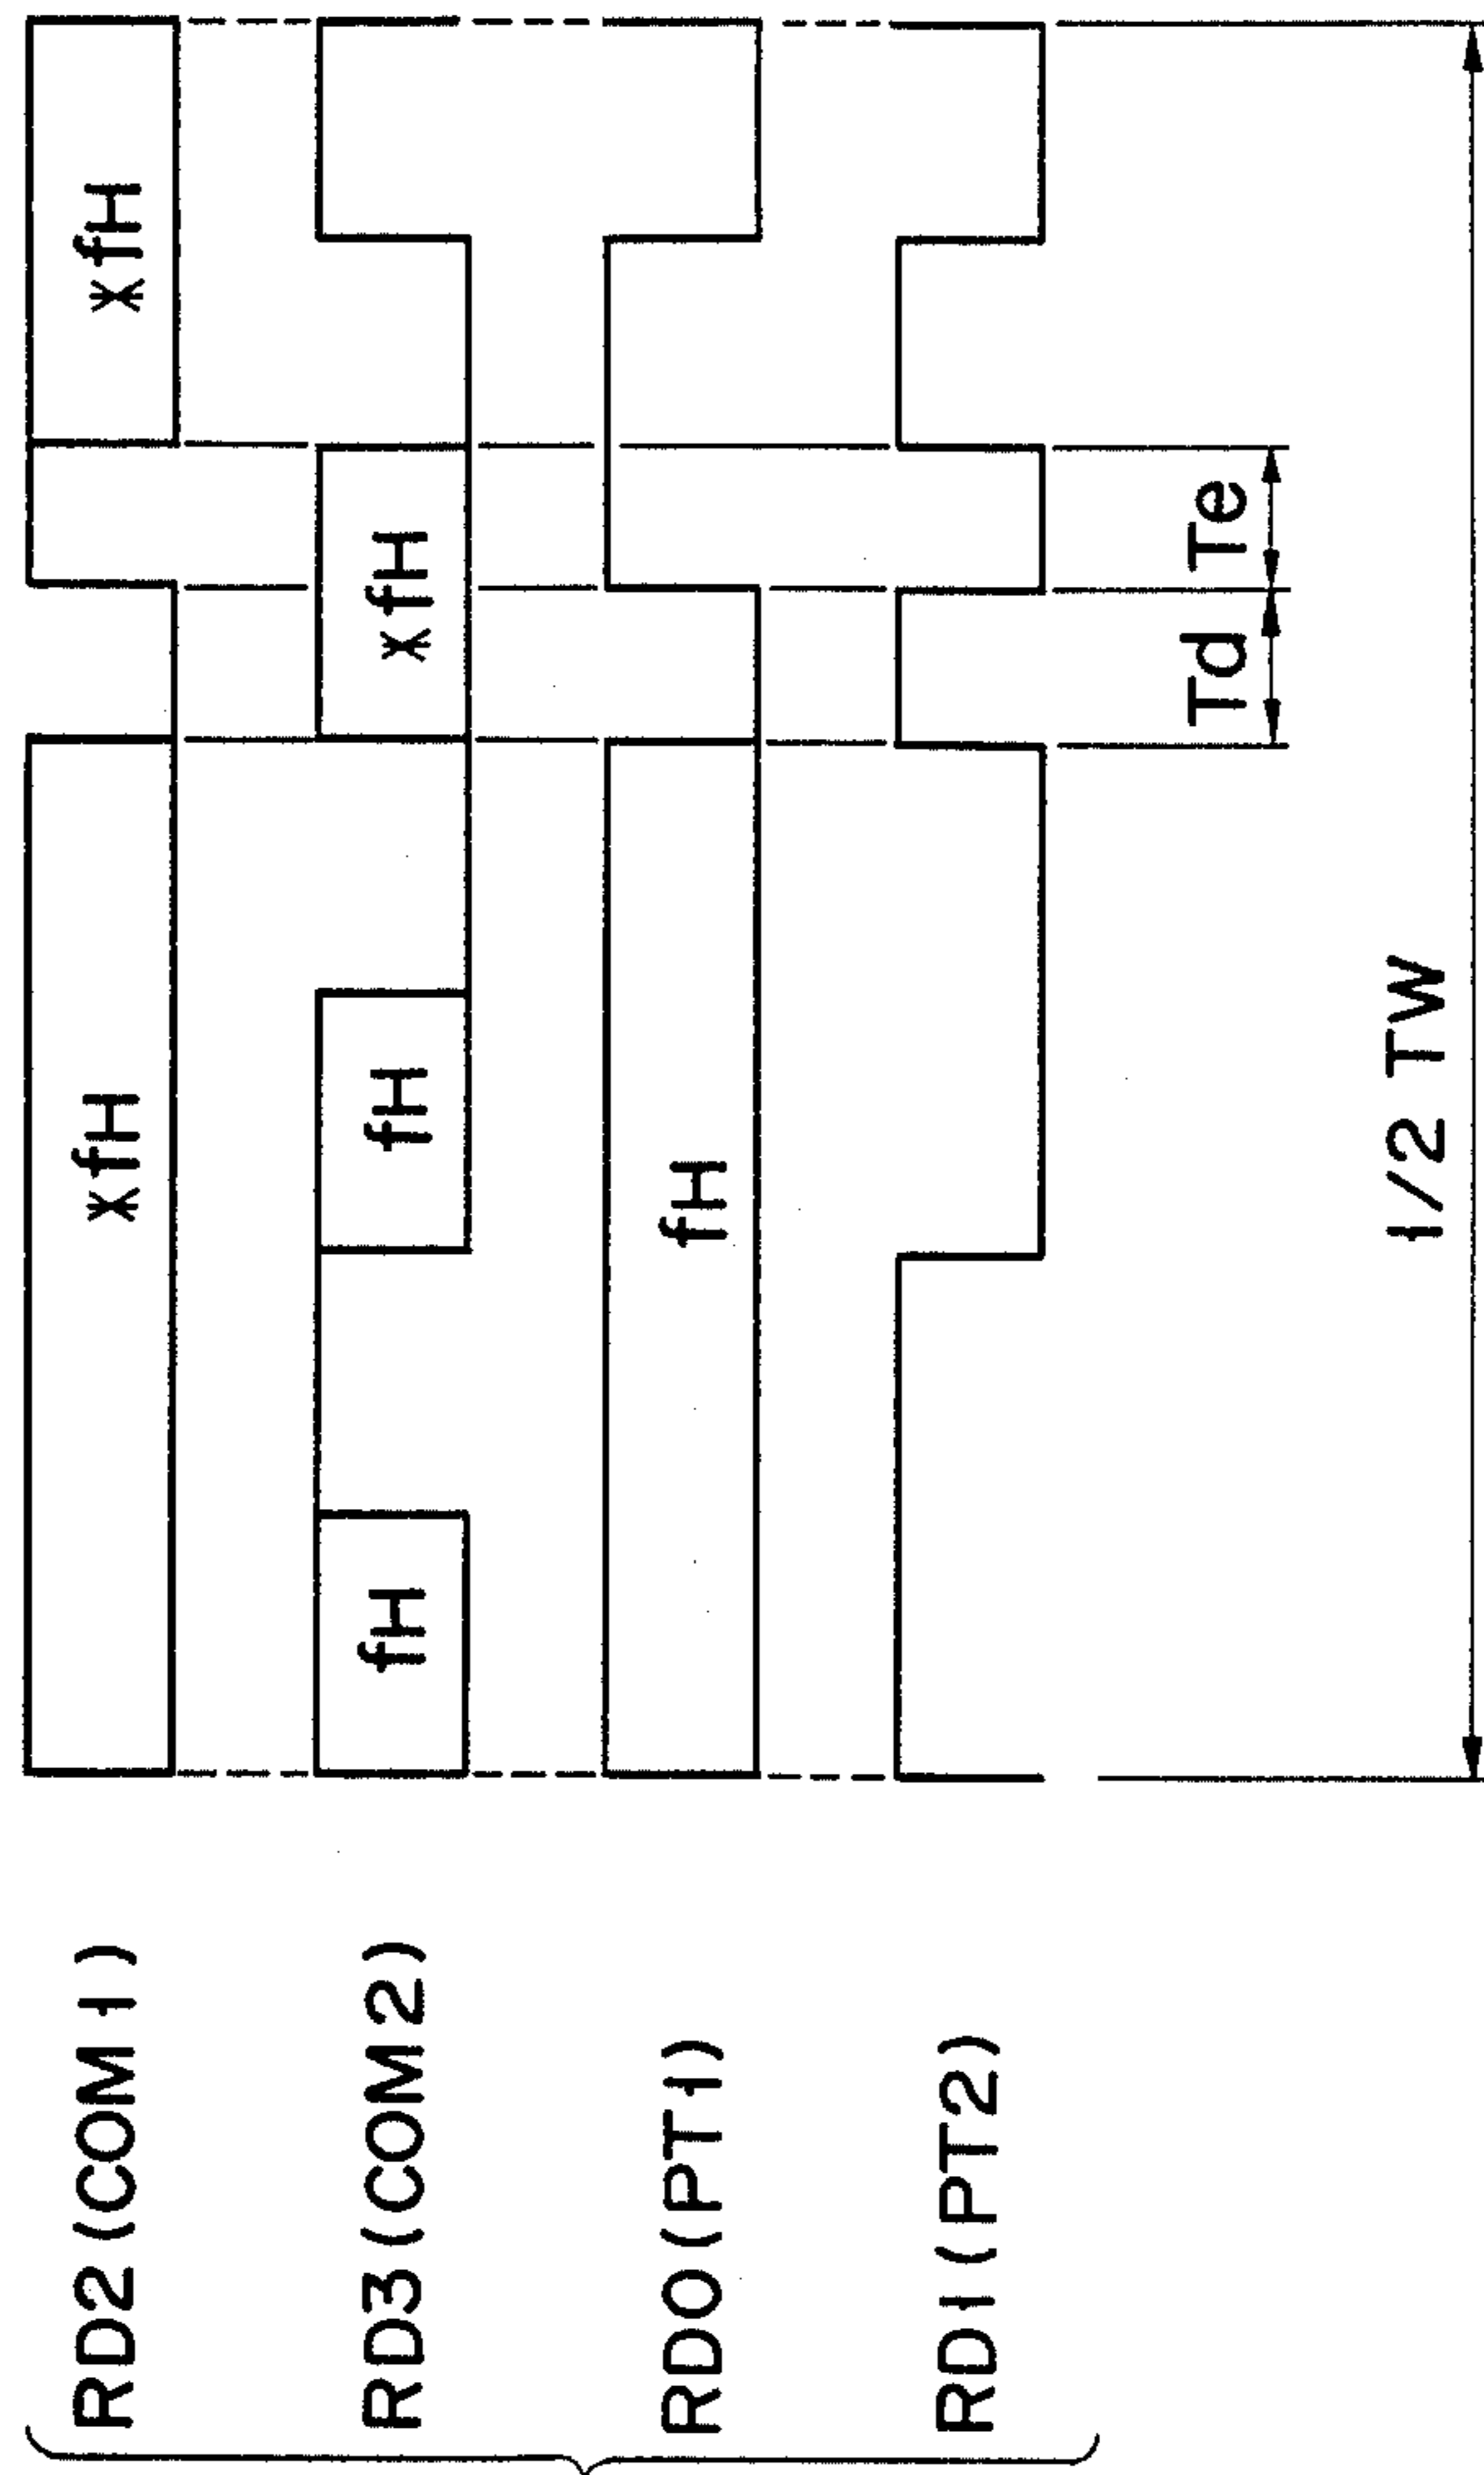 RD2(COM1) xfH xfH
RD3(COM2) fH fH xfH
RD0(PT1) fH
RD1(PT2)
Td Te
1/2 TW